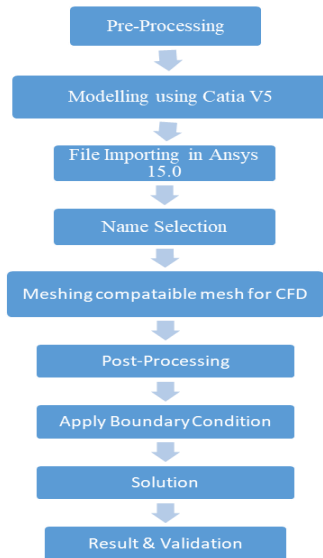 Pre-Processing
Modelling using Catia V5
File Importing in Ansys
15.0
Name Selection
Meshing compataible mesh for CFD
Post-Processing
Apply Boundary Condition
Solution
Result & Validation